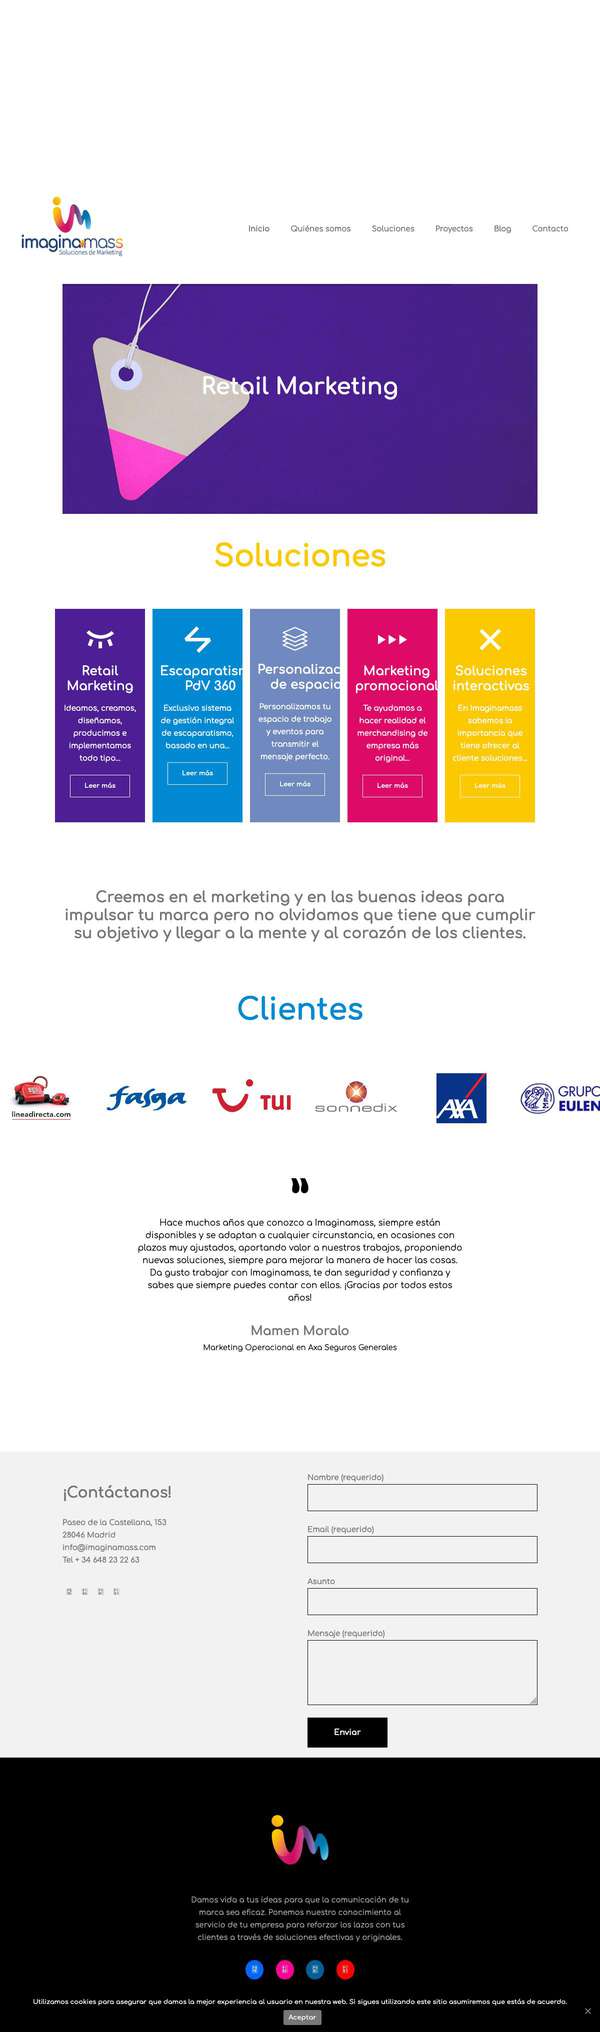 imaginamass
Soluciones de Marketing
Inicio Quiénes somos Soluciones Proyectos Blog Contacto
Retail Marketing
Soluciones
Retail
Marketing
Ideamos, creamos,
diseñamos,
producimos e
implementamos
todo tipo...
Leer más
Escaparatism
PdV 360
Exclusivo sistema
de gestión integral
de escaparatismo,
basado en una...
Leer más
Personalizac
de espacio
Personalizamos tu
espacio de trabajo
y eventos para
transmitir el
mensaje perfecto.
Leer más
Marketing
promocional
Te ayudamos a
hacer realidad el
merchandising de
empresa más
original...
Leer más
Soluciones
interactivas
En Imaginamass
sabemos la
importancia que
tiene ofrecer al
cliente soluciones...
Leer más
Creemos en el marketing y en las buenas ideas para
impulsar tu marca pero no olvidamos que tiene que cumplir
su objetivo y llegar a la mente y al corazón de los clientes.
Clientes
lineadirecta.com
fasga
TUI
sonnedix
AXA
GRUPO
EULEN
"
Hace muchos años que conozco a Imaginamass, siempre están
disponibles y se adaptan a cualquier circunstancia, en ocasiones con
plazos muy ajustados, aportando valor a nuestros trabajos, proponiendo
nuevas soluciones, siempre para mejorar la manera de hacer las cosas.
Da gusto trabajar con Imaginamass, te dan seguridad y confianza y
sabes que siempre puedes contar con ellos. ¡Gracias por todos estos
años!
Mamen Moralo
Marketing Operacional en Axa Seguros Generales
¡Contáctanos!
Paseo de la Castellana, 153
28046 Madrid
info@imaginamass.com
Tel + 34 648 23 22 63
Nombre (requerido)
Email (requerido)
Asunto
Mensaje (requerido)
Enviar
Damos vida a tus ideas para que la comunicación de tu
marca sea eficaz. Ponemos nuestro conocimiento al
servicio de tu empresa para reforzar los lazos con tus
clientes a través de soluciones efectivas y originales.
Utilizamos cookies para asegurar que damos la mejor experiencia al usuario en nuestra web. Si sigues utilizando este sitio asumiremos que estás de acuerdo.
Aceptar